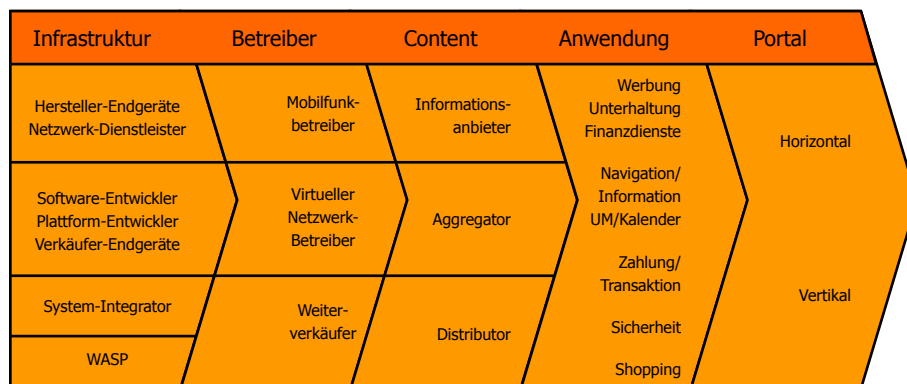 Infrastruktur
Betreiber
Content
Anwendung
Portal
Hersteller-Endgeräte
Netzwerk-Dienstleister
Software-Entwickler
Plattform-Entwickler
Verkäufer-Endgeräte
System-Integrator
WASP
Mobilfunk-
betreiber
Virtueller
Netzwerk-
Betreiber
Weiter-
verkäufer
Informations-
anbieter
Aggregator
Distributor
Werbung
Unterhaltung
Finanzdienste
Navigation/
Information
UM/Kalender
Zahlung/
Transaktion
Sicherheit
Shopping
Horizontal
Vertikal